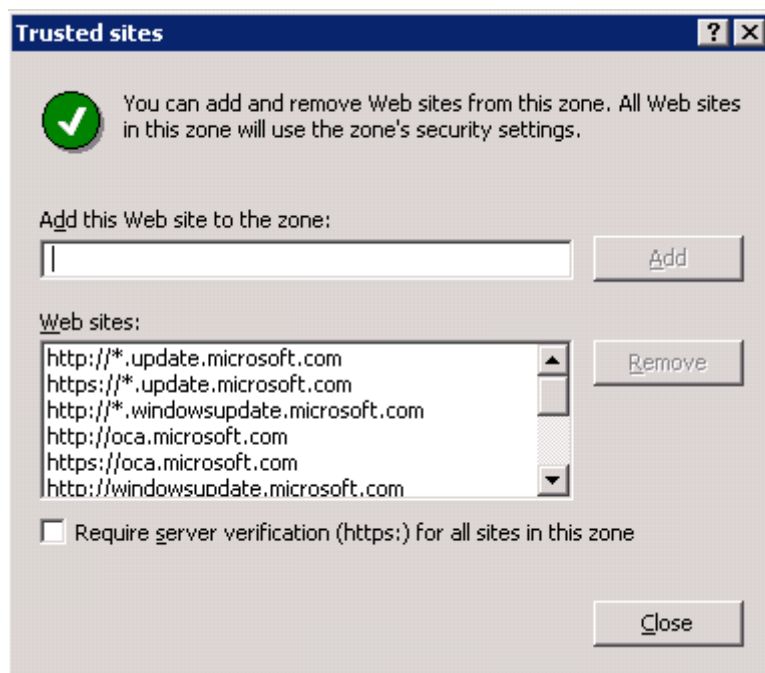 Trusted sites
You can add and remove Web sites from this zone. All Web sites
in this zone will use the zone's security settings.
Add this Web site to the zone:
Add
Web sites:
http://*.update.microsoft.com
https://*.update.microsoft.com
http://*.windowsupdate.microsoft.com
http://oca.microsoft.com
https://oca.microsoft.com
http://windowsupdate.microsoft.com
Remove
Require server verification (https:) for all sites in this zone
Close